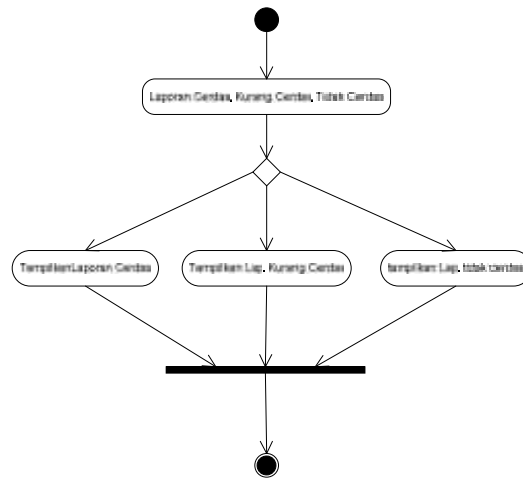 Laporan Cerdas, Kurang Cerdas, Tidak Cerdas
TampilkanLaporan Cerdas
Tampilkan Lap. Kurang Cerdas
tampilkan Lap. tidak cerdas